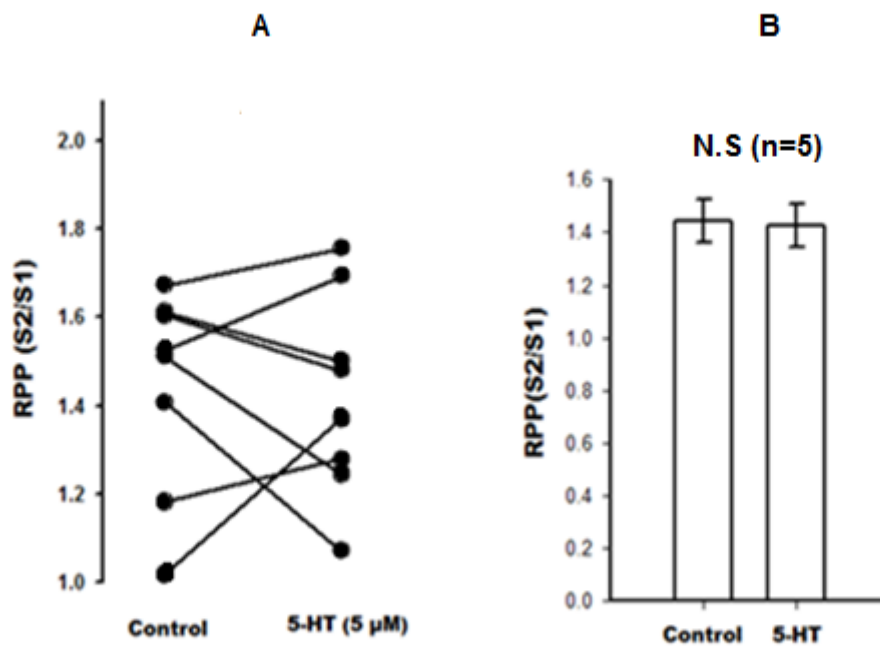 A
RPP (S2/S1)
2.0
1.8
1.6
1.4
1.2
1.0
Control
5-HT (5 µM)
B
N.S (n=5)
RPP(S2/S1)
1.6
1.4
1.2
1.0
0.8
0.6
0.4
0.2
0.0
Control
5-HT